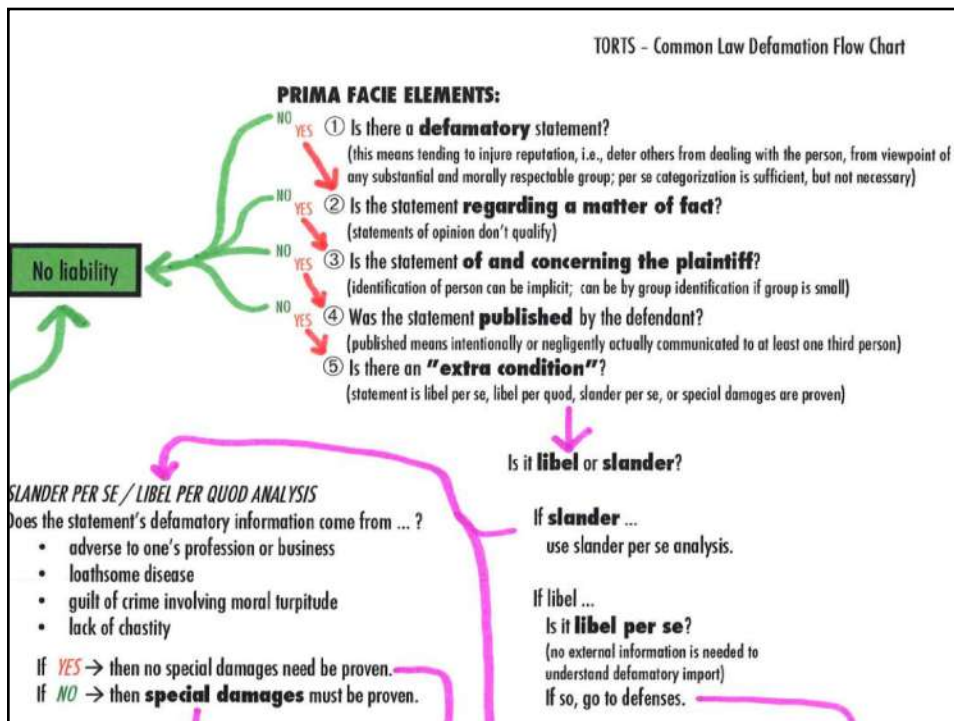 TORTS – Common Law Defamation Flow Chart
PRIMA FACIE ELEMENTS:
NO
YES ① Is there a defamatory statement?
(this means tending to injure reputation, i.e., deter others from dealing with the person, from viewpoint of
any substantial and morally respectable group; per se categorization is sufficient, but not necessary)
NO
YES ② Is the statement regarding a matter of fact?
(statements of opinion don't qualify)
NO
YES ③ Is the statement of and concerning the plaintiff?
(identification of person can be implicit; can be by group identification if group is small)
NO
YES ④ Was the statement published by the defendant?
(published means intentionally or negligently actually communicated to at least one third person)
⑤ Is there an "extra condition"?
(statement is libel per se, libel per quod, slander per se, or special damages are proven)
No liability
Is it libel or slander?
If slander ...
use slander per se analysis.
If libel ...
Is it libel per se?
(no external information is needed to
understand defamatory import)
If so, go to defenses.
SLANDER PER SE / LIBEL PER QUOD ANALYSIS
Does the statement's defamatory information come from ... ?
• adverse to one's profession or business
• loathsome disease
• guilt of crime involving moral turpitude
• lack of chastity
If YES → then no special damages need be proven.
If NO → then special damages must be proven.